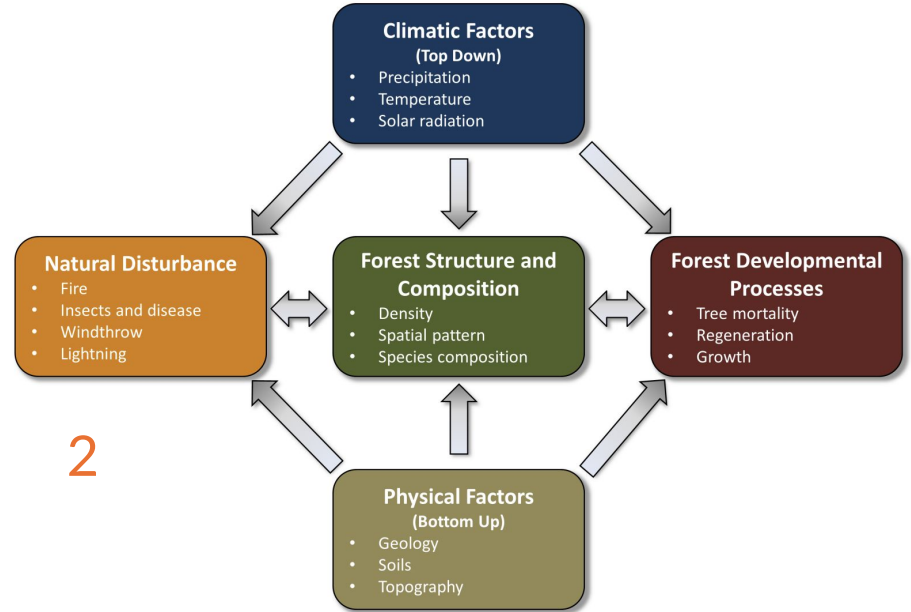 Climatic Factors
(Top Down)
• Precipitation
• Temperature
• Solar radiation
Natural Disturbance
• Fire
• Insects and disease
• Windthrow
• Lightning
Forest Structure and
Composition
• Density
• Spatial pattern
• Species composition
Forest Developmental
Processes
• Tree mortality
• Regeneration
• Growth
2
Physical Factors
(Bottom Up)
• Geology
• Soils
• Topography